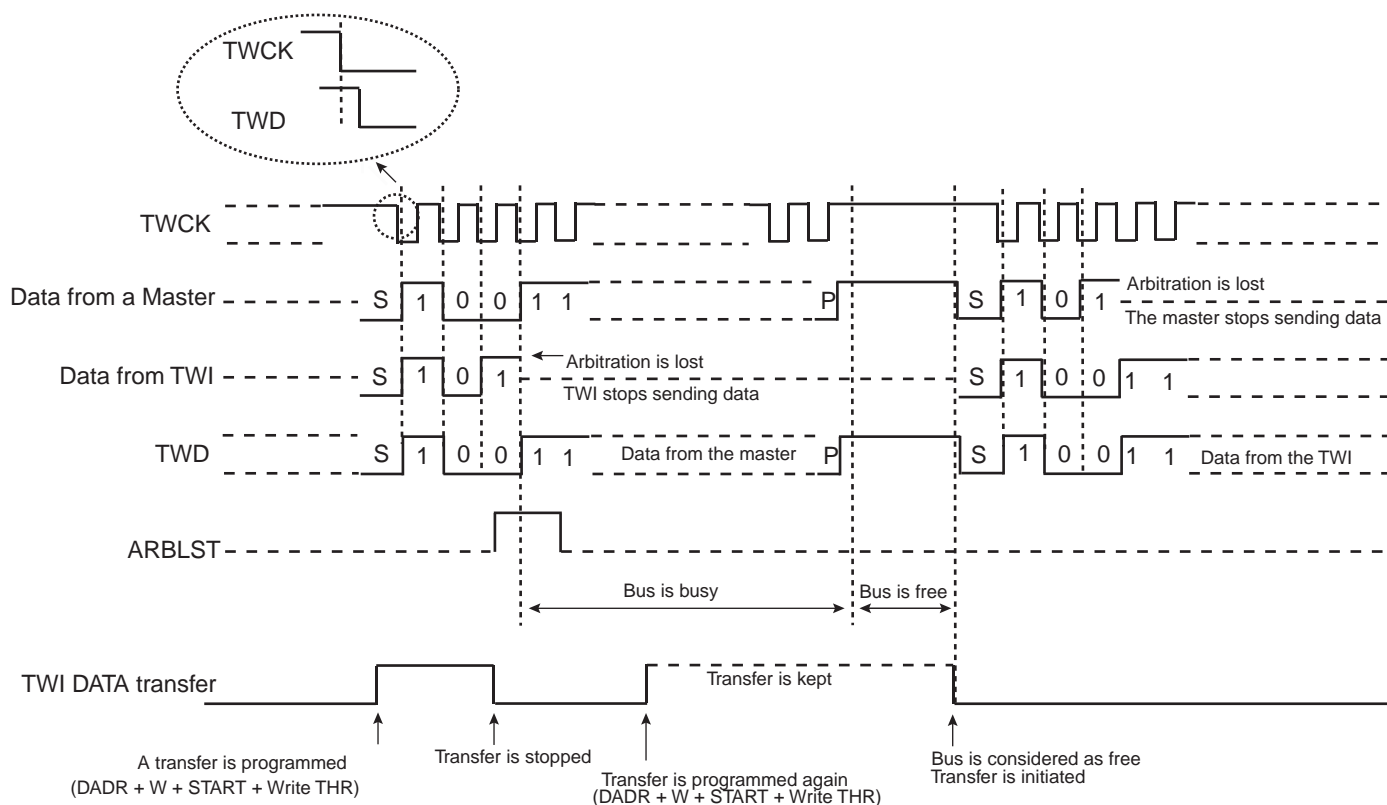 TWCK
TWD
TWCK
Data from a Master
S 1 0 0 1 1
P
S 1 0 1
Arbitration is lost
The master stops sending data
Data from TWI
S 1 0 1
Arbitration is lost
TWI stops sending data
S 1 0 0 1 1
TWD
S 1 0 0 1 1
Data from the master
P
S 1 0 0 1 1
Data from the TWI
ARBLST
Bus is busy
Bus is free
TWI DATA transfer
Transfer is kept
A transfer is programmed
(DADR + W + START + Write THR)
Transfer is stopped
Transfer is programmed again
(DADR + W + START + Write THR)
Bus is considered as free
Transfer is initiated